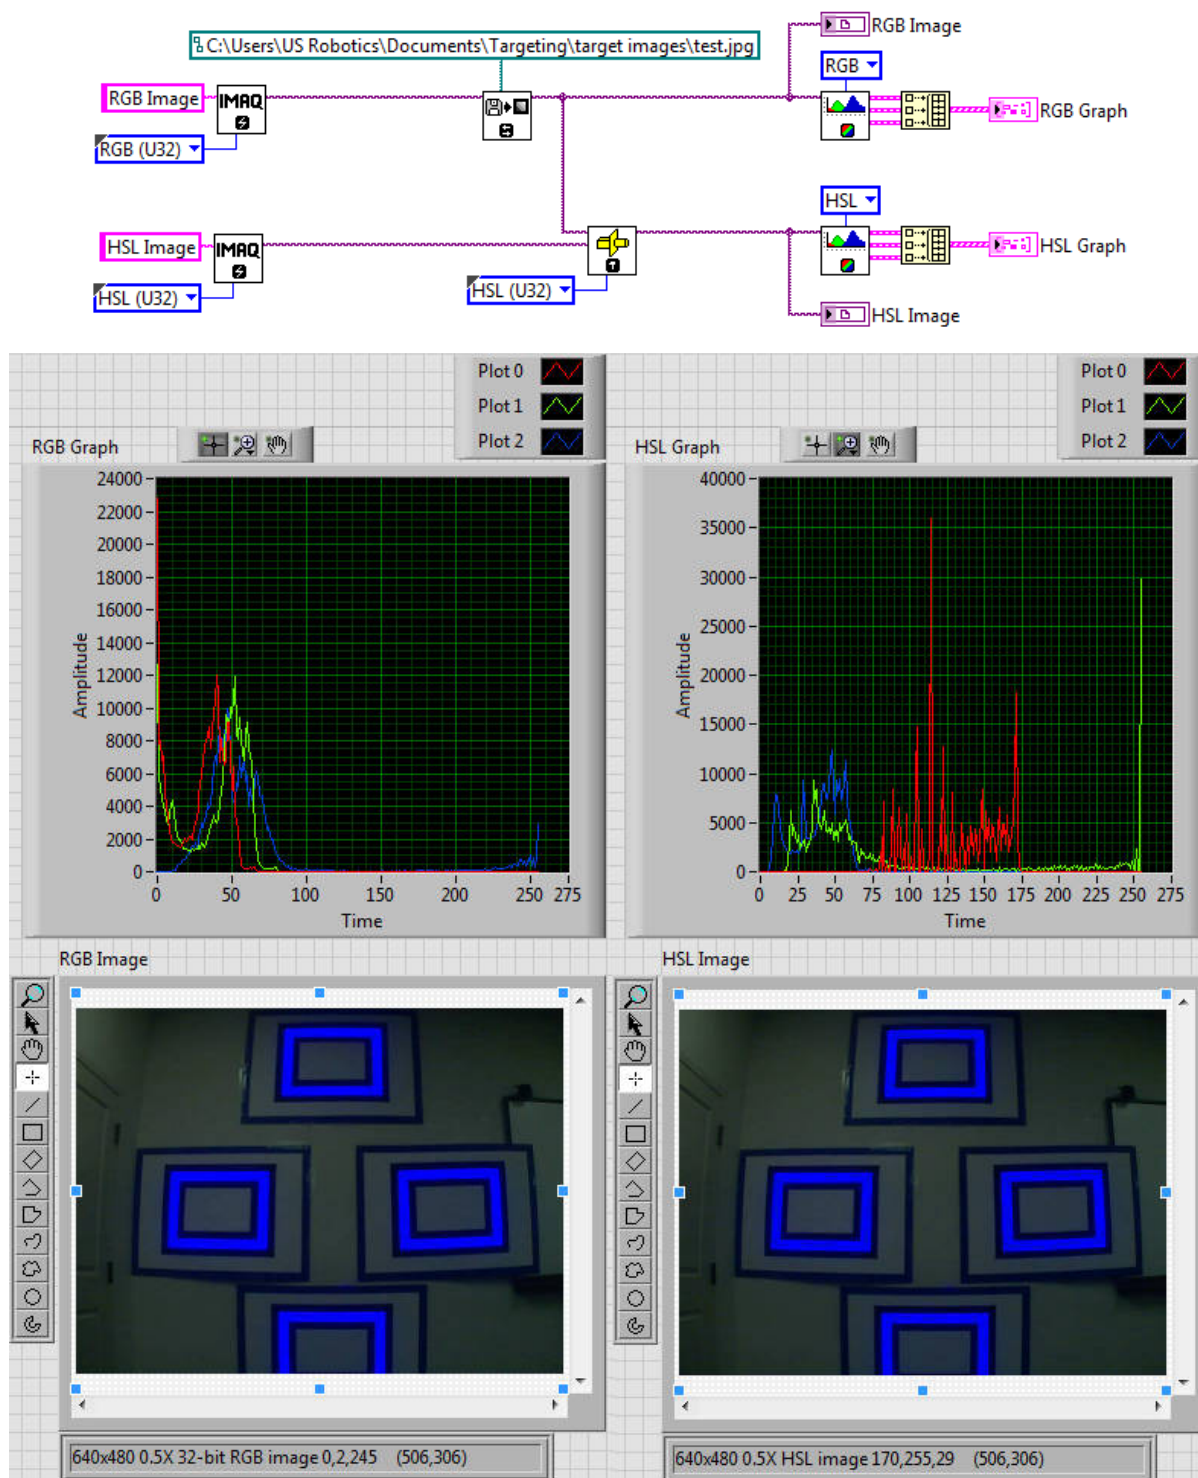 RGB Image
C:\Users\US Robotics\Documents\Targeting\target images\test.jpg
RGB
RGB Image
IMAQ
RGB Graph
RGB (U32)
HSL
HSL Image
IMAQ
HSL Graph
HSL (U32)
HSL (U32)
HSL Image
Plot 0
Plot 1
Plot 2
RGB Graph
24000
22000
20000
18000
16000
14000
12000
10000
8000
6000
4000
2000
0
Amplitude
0 50 100 150 200 250 275
Time
Plot 0
Plot 1
Plot 2
HSL Graph
40000
35000
30000
25000
20000
15000
10000
5000
0
Amplitude
0 25 50 75 100 125 150 175 200 225 250 275
Time
RGB Image
640x480 0.5X 32-bit RGB image 0,2,245 (506,306)
HSL Image
640x480 0.5X HSL image 170,255,29 (506,306)